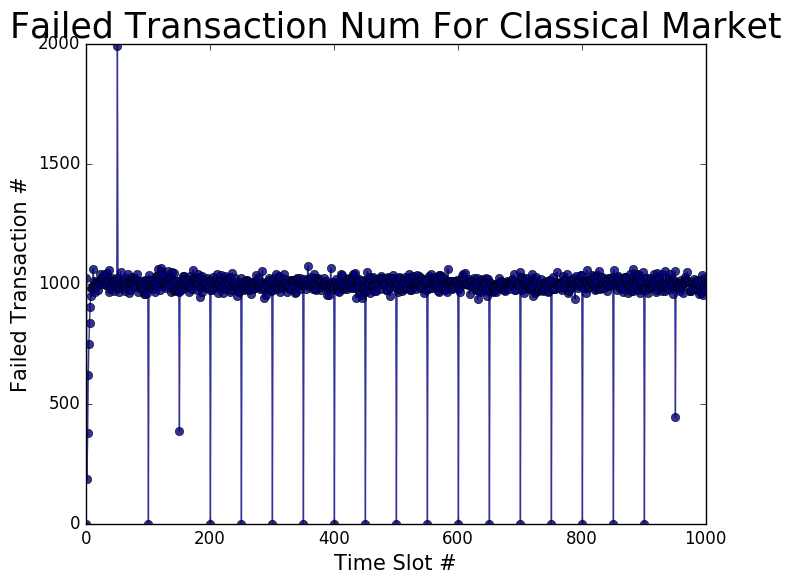 Failed Transaction Num For Classical Market
2000
1500
1000
500
0
Failed Transaction #
0 200 400 600 800 1000
Time Slot #